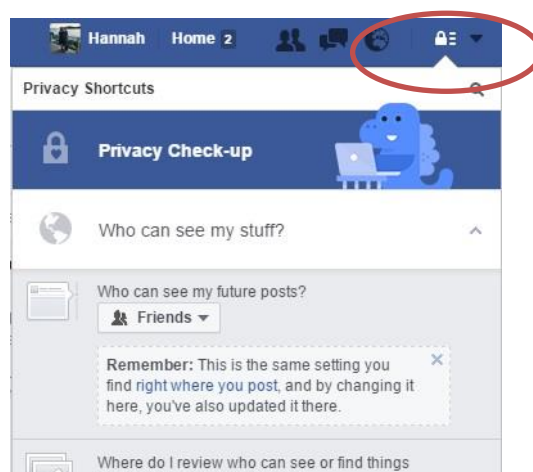 Hannah Home 2
Privacy Shortcuts
Privacy Check-up
Who can see my stuff?
Who can see my future posts?
Friends
Remember: This is the same setting you
find right where you post, and by changing it
here, you've also updated it there.
Where do I review who can see or find things